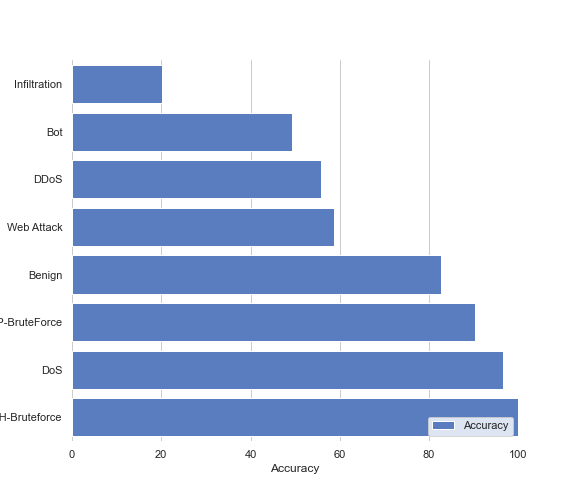 Infiltration
Bot
DDoS
Web Attack
Benign
P-BruteForce
DoS
H-Bruteforce
Accuracy
0 20 40 60 80 100
Accuracy